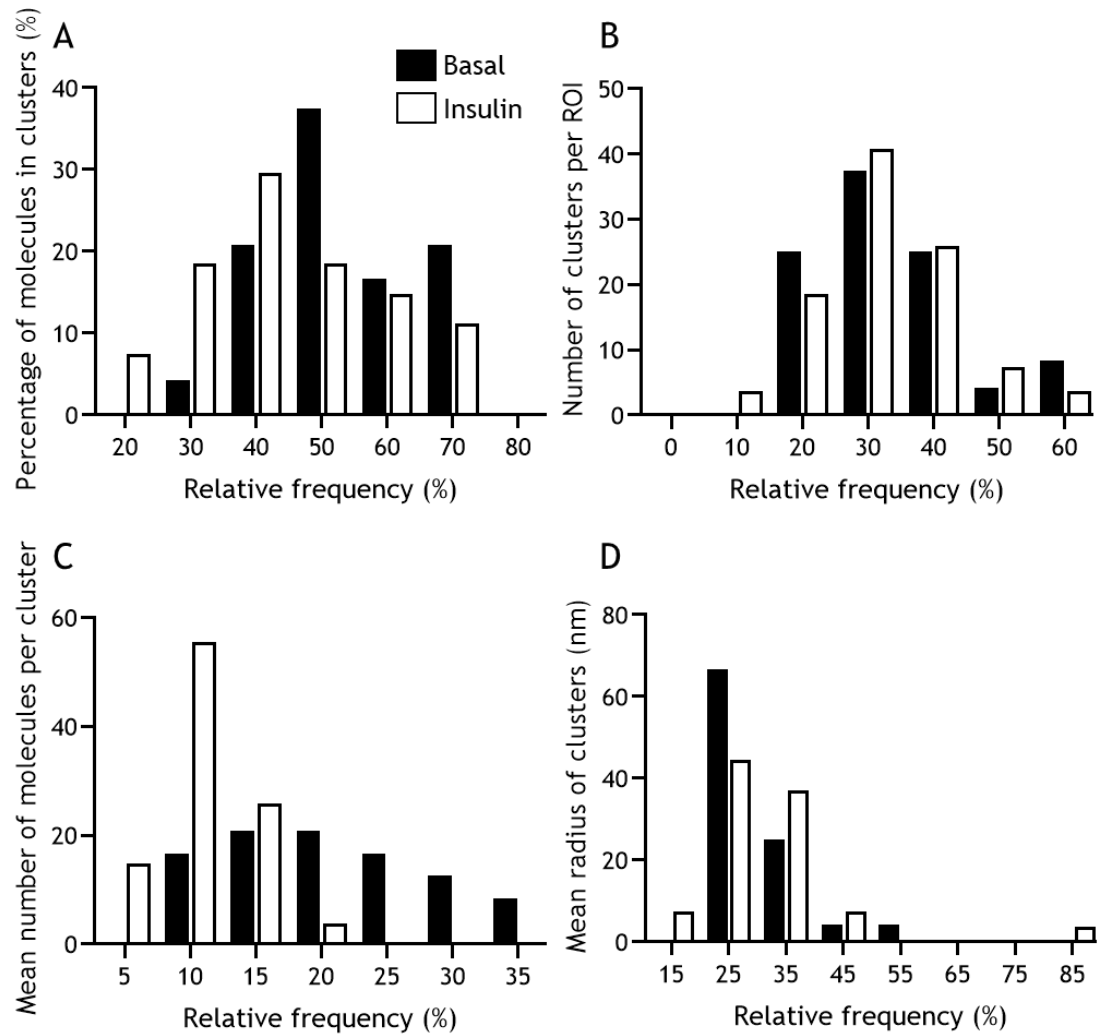 A
Percentage of molecules in clusters (%)
Basal
Insulin
40
30
20
10
0
20 30 40 50 60 70 80
Relative frequency (%)
B
Number of clusters per ROI
50
40
30
20
10
0
0 10 20 30 40 50 60
Relative frequency (%)
C
Mean number of molecules per cluster
60
40
20
0
5 10 15 20 25 30 35
Relative frequency (%)
D
Mean radius of clusters (nm)
80
60
40
20
0
15 25 35 45 55 65 75 85
Relative frequency (%)